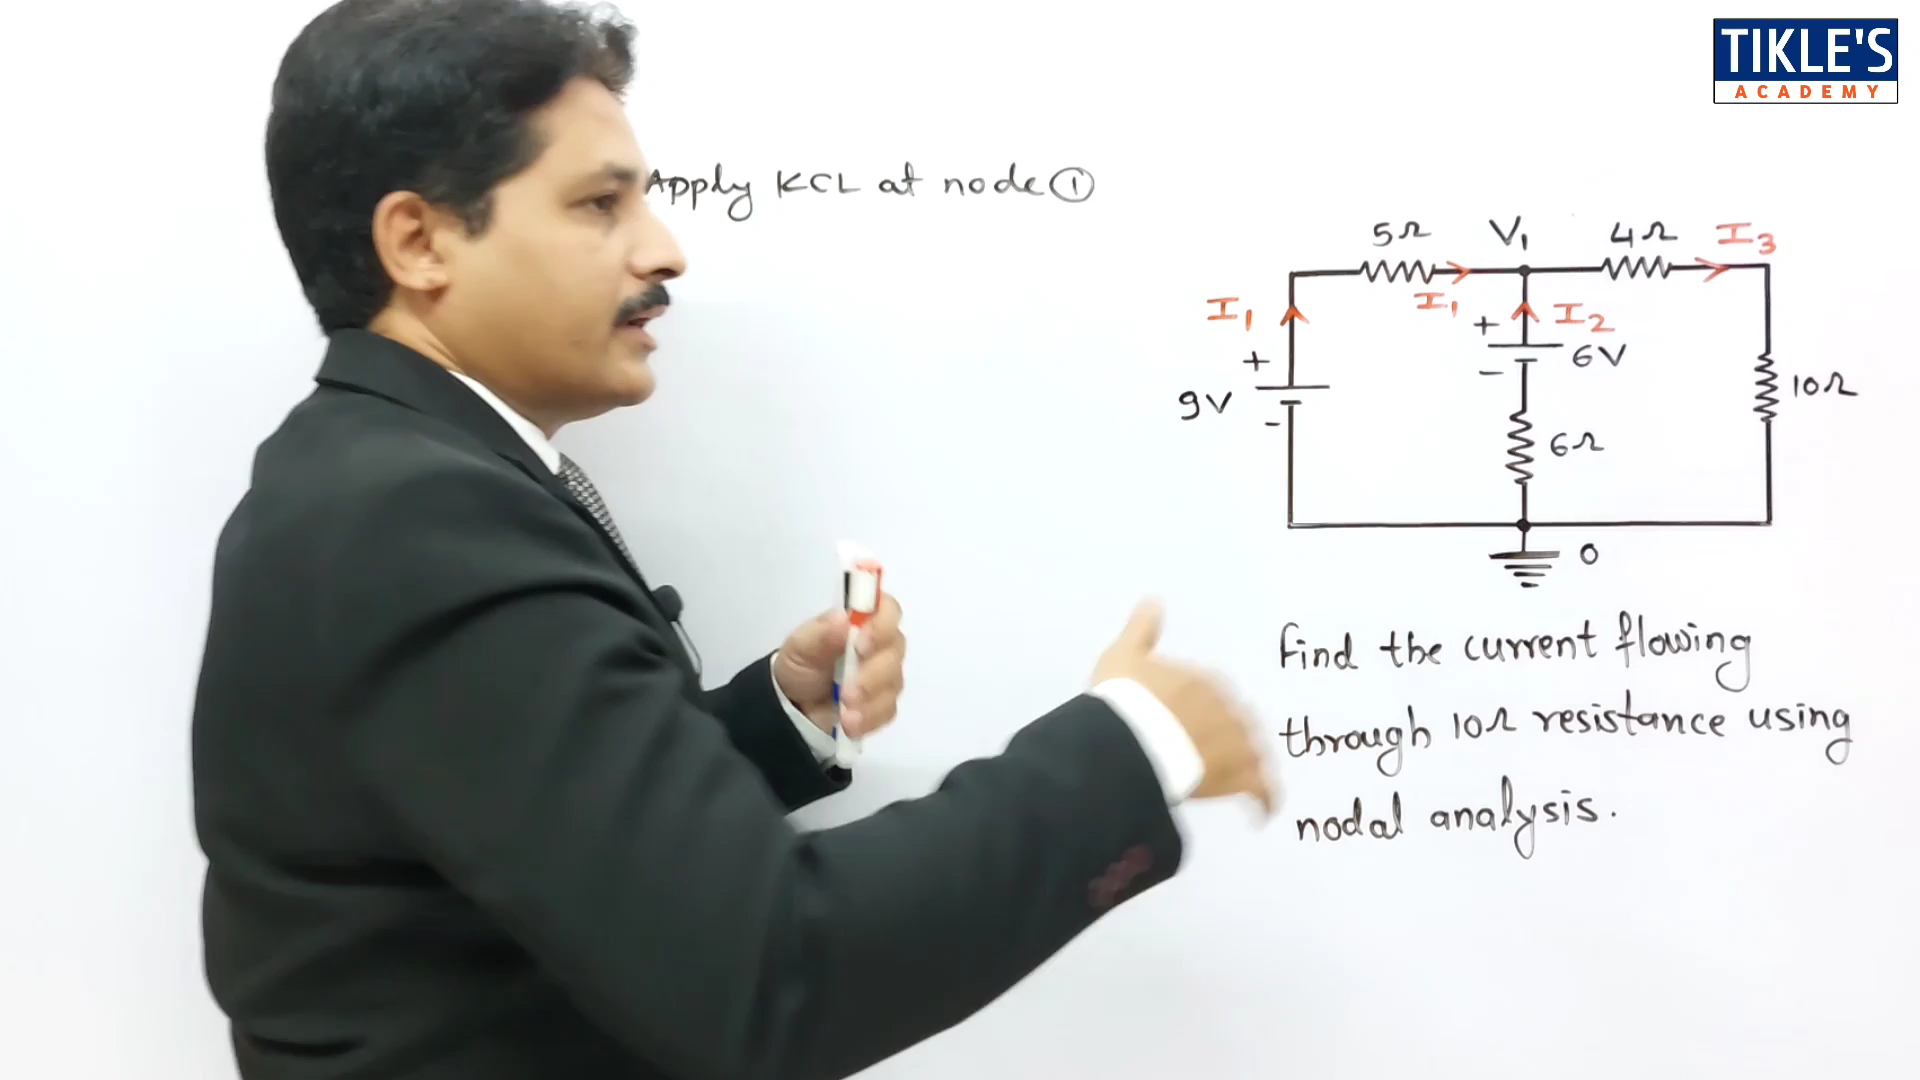 TIKLE'S
ACADEMY
Apply KCL at node ①
5Ω V₁ 4Ω I₃
I₁ I₁ + I₂
+ - 6V
9V 10Ω
-
6Ω
0
Find the current flowing
through 10Ω resistance using
nodal analysis.